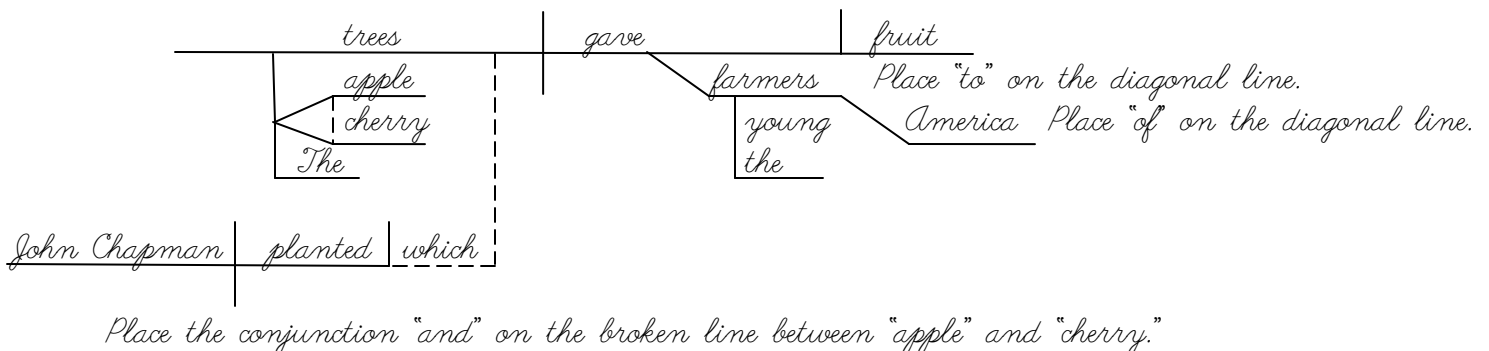 trees gave fruit
apple farmers Place “to” on the diagonal line.
cherry young America Place “of” on the diagonal line.
The the
John Chapman planted which
Place the conjunction “and” on the broken line between “apple” and “cherry.”